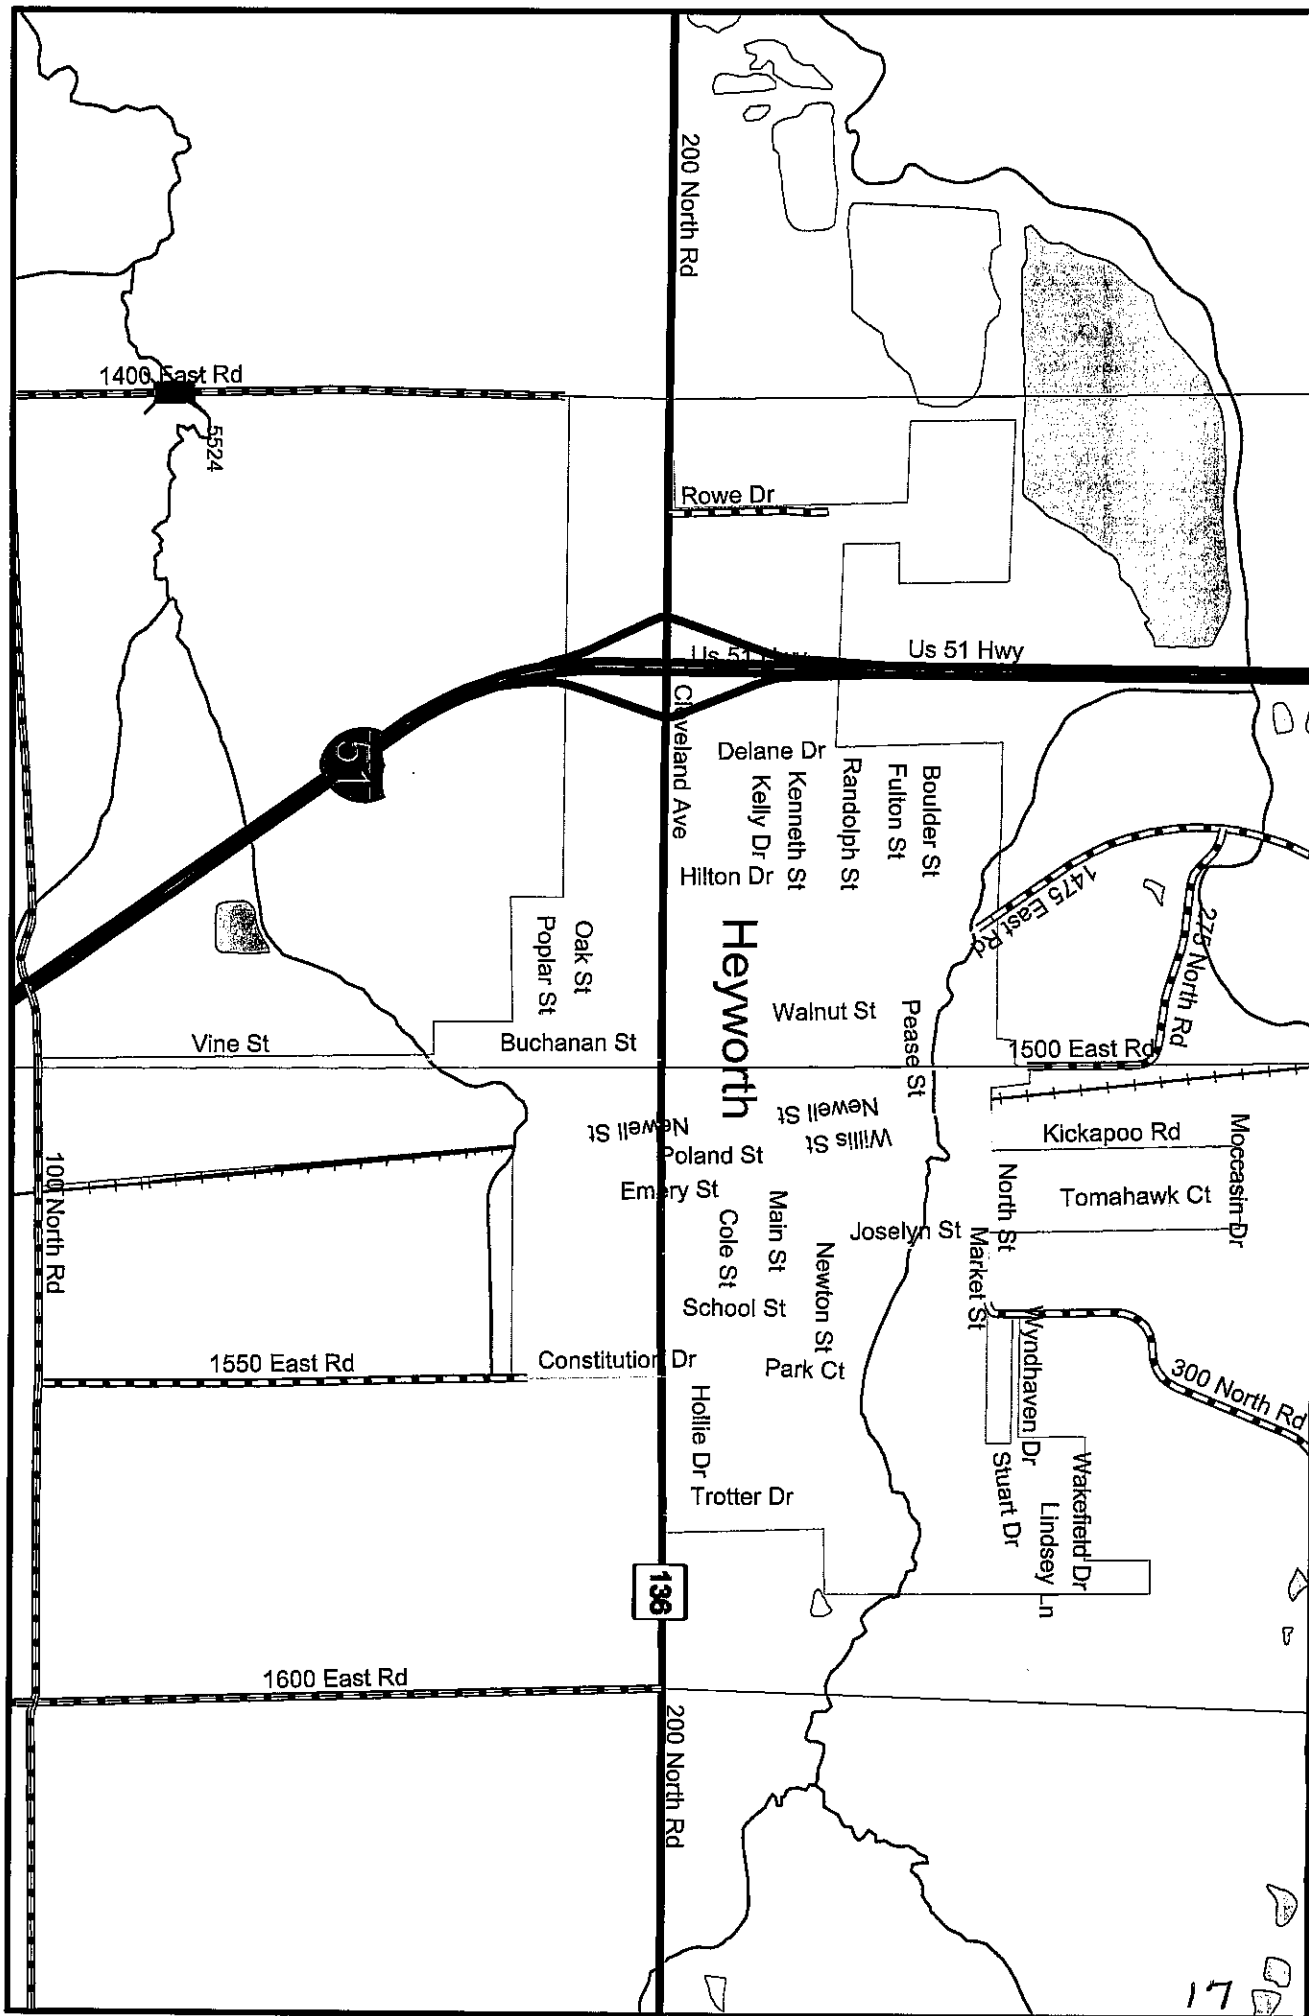 200 North Rd
1400 East Rd
5524
Rowe Dr
Us 51 Hwy
Us 51 Hwy
Cleveland Ave
51
Delane Dr
Kelly Dr
Kenneth St
Randolph St
Fulton St
Boulder St
Hilton Dr
1475 East Rd
275 North Rd
Heyworth
Oak St
Poplar St
Walnut St
Pease St
Vine St
Buchanan St
1500 East Rd
Newell St
Newell St
Willis St
Poland St
Kickapoo Rd
Moccasin Dr
Emery St
Cole St
Main St
North St
Tomahawk Ct
Joselyn St
Market St
Newton St
School St
100 North Rd
1550 East Rd
Constitution Dr
Park Ct
Wyndhaven Dr
300 North Rd
Hollie Dr
Trotter Dr
Stuart Dr
Lindsey Ln
Wakefield Dr
136
1600 East Rd
200 North Rd
17